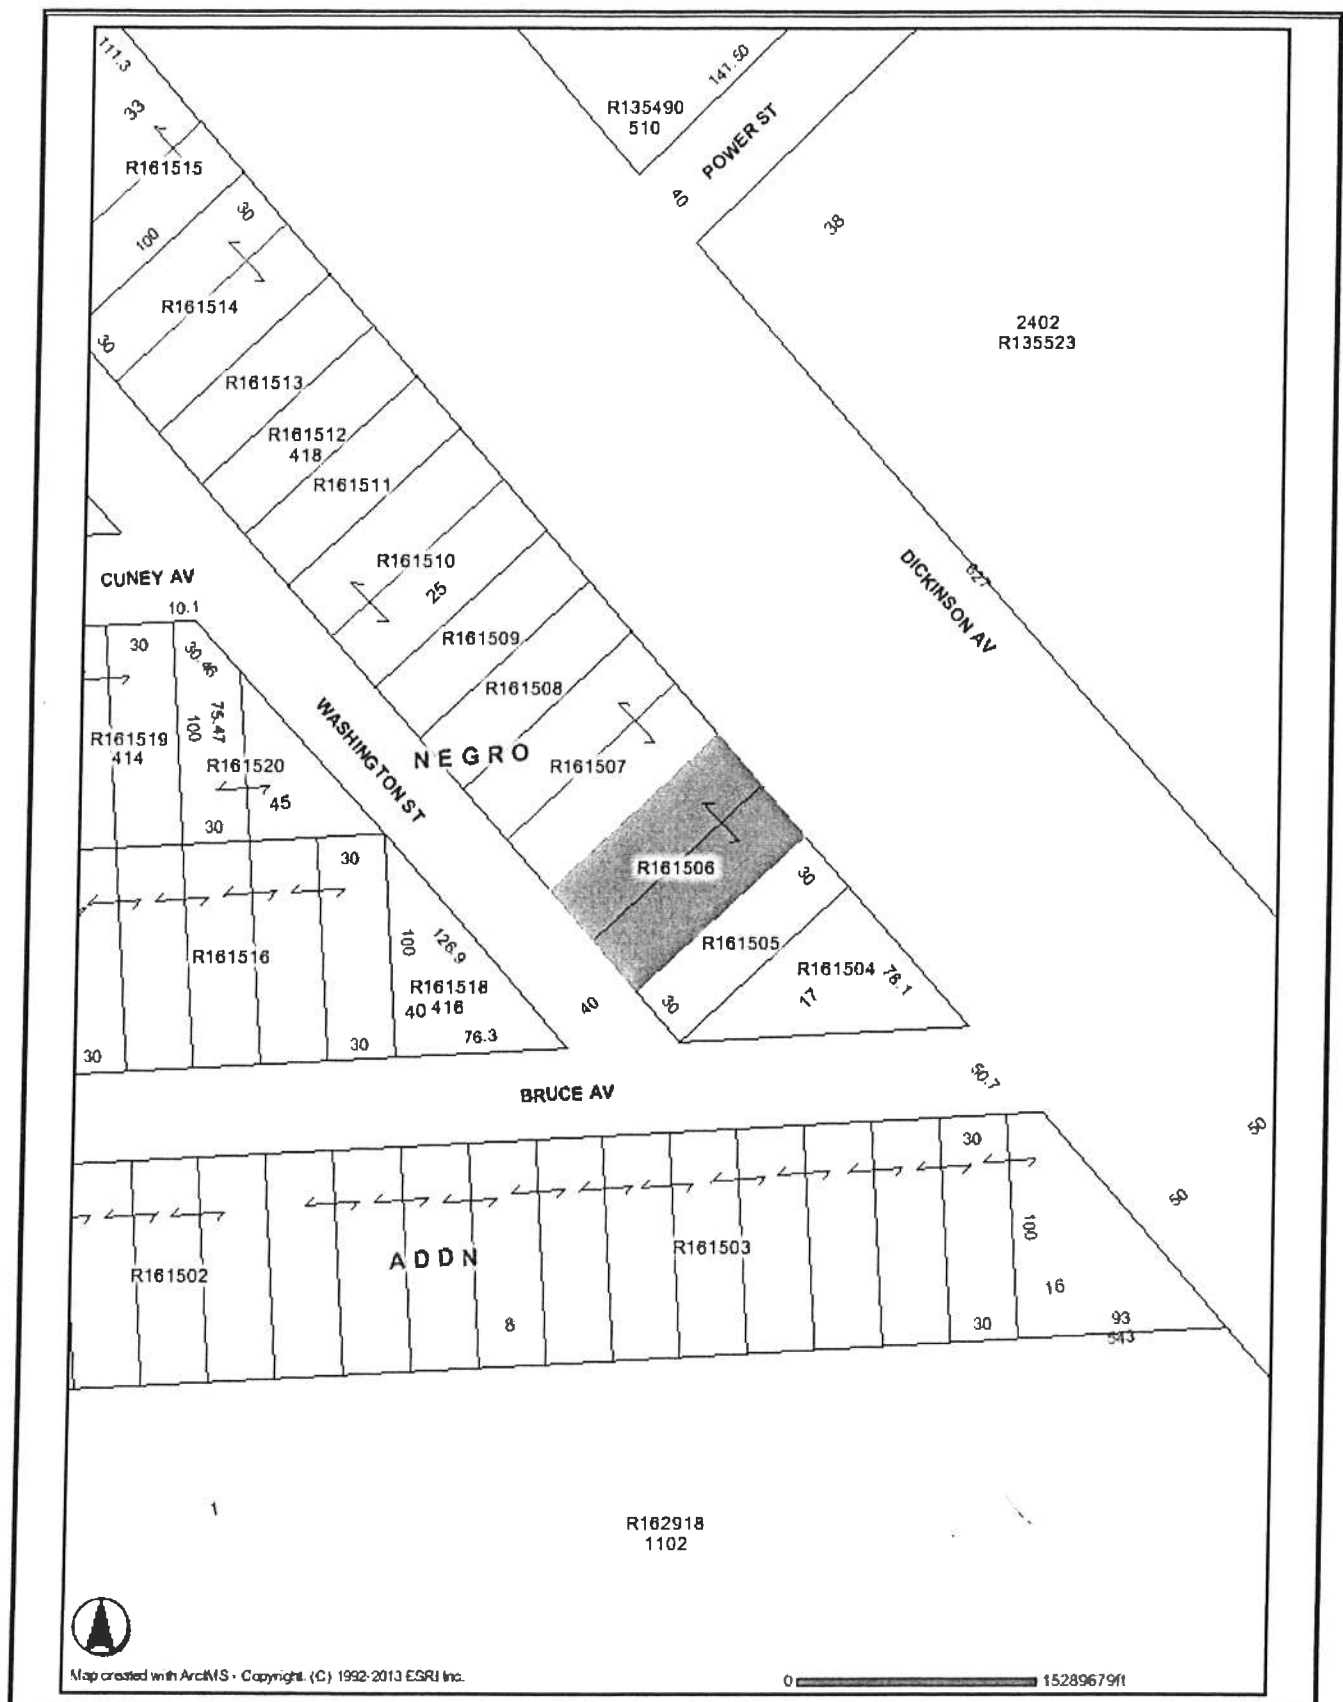 111.3
33
R161515
100
30
R161514
30
R135490
510
141.50
POWER ST
40
38
2402
R135523
R161513
R161512
418
R161511
R161510
25
R161509
R161508
R161507
R161506
R161505
30
30
R161504
17
78.1
DICKINSON AV
627
CUNEY AV
10.1
30
30.46
75.47
100
R161519
414
R161520
45
30
WASHINGTON ST
NEGRO
30
R161516
100
126.9
R161518
40 416
76.3
30
30
40
BRUCE AV
50.7
50
50
30
100
16
93
543
30
R161502
ADDN
R161503
8
1
R162918
1102
Map created with ArcIMS - Copyright (C) 1992-2013 ESRI Inc.
0 15289679ft